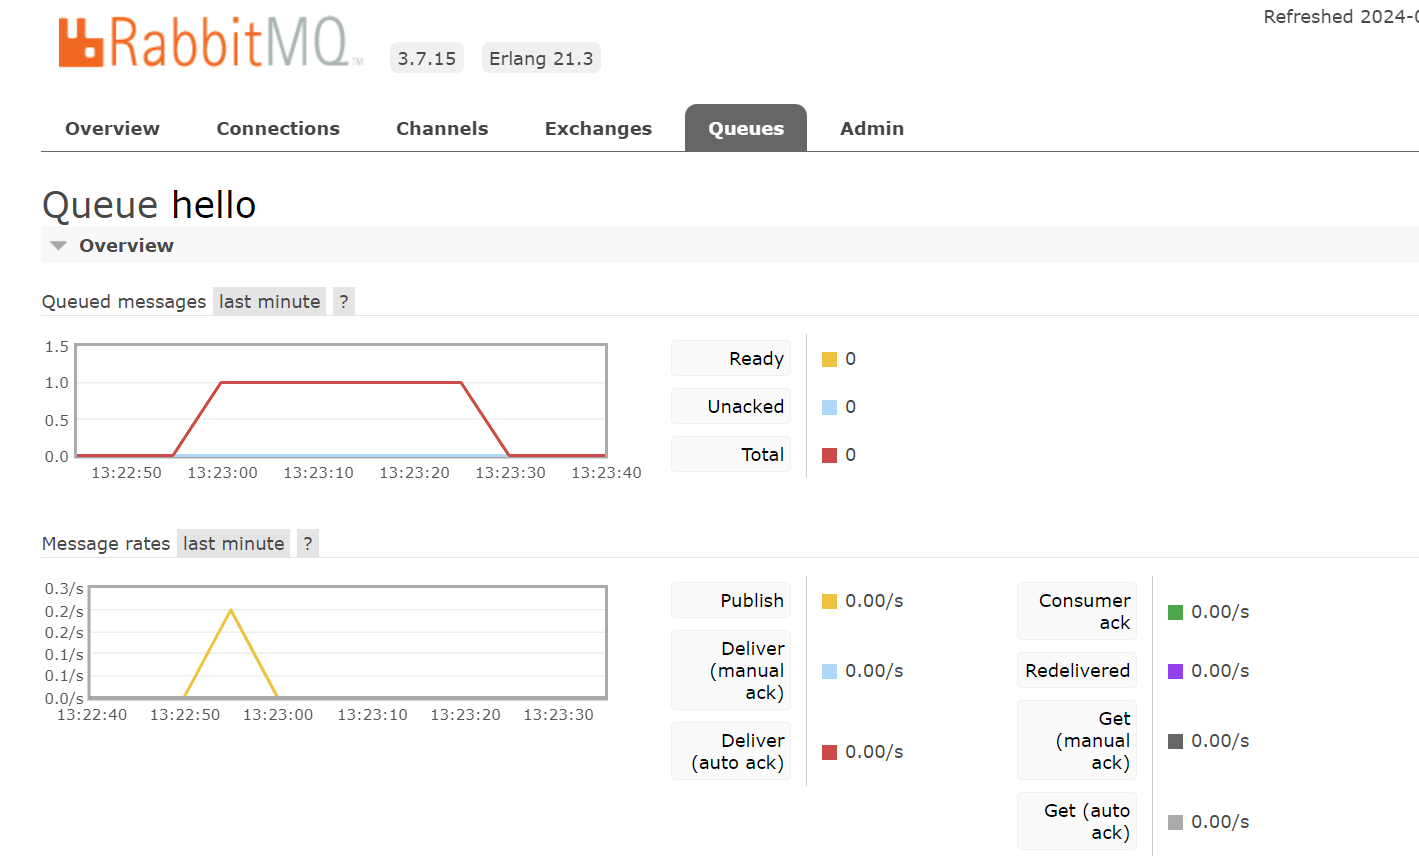 Refreshed 2024-0
RabbitMQ™ 3.7.15 Erlang 21.3
Overview Connections Channels Exchanges Queues Admin
Queue hello
Overview
Queued messages last minute ?
1.5
1.0
0.5
0.0
13:22:50 13:23:00 13:23:10 13:23:20 13:23:30 13:23:40
Ready 0
Unacked 0
Total 0
Message rates last minute ?
0.3/s
0.2/s
0.2/s
0.1/s
0.1/s
0.0/s
13:22:40 13:22:50 13:23:00 13:23:10 13:23:20 13:23:30
Publish 0.00/s
Deliver
(manual 0.00/s
ack)
Deliver
(auto ack) 0.00/s
Consumer
ack 0.00/s
Redelivered 0.00/s
Get
(manual 0.00/s
ack)
Get (auto
ack) 0.00/s